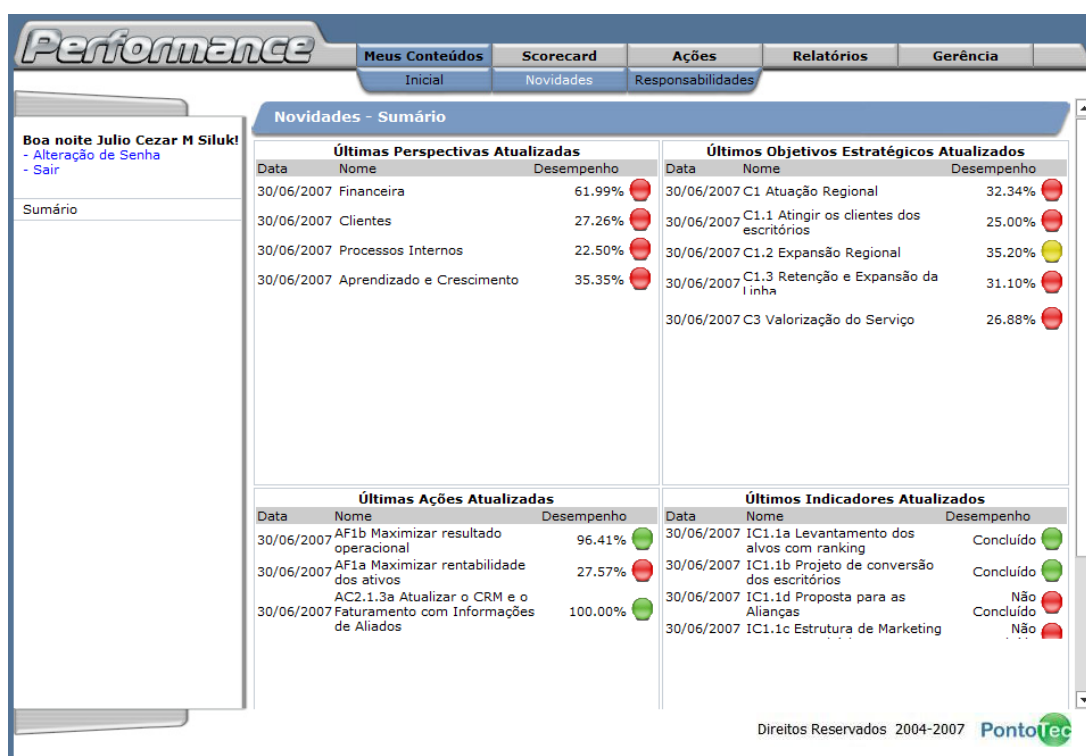 Performance
Meus Conteúdos Scorecard Ações Relatórios Gerência
Inicial Novidades Responsabilidades
Boa noite Julio Cezar M Siluk!
- Alteração de Senha
- Sair
Sumário
Novidades - Sumário
Últimas Perspectivas Atualizadas
Data Nome Desempenho
30/06/2007 Financeira 61.99%
30/06/2007 Clientes 27.26%
30/06/2007 Processos Internos 22.50%
30/06/2007 Aprendizado e Crescimento 35.35%
Últimos Objetivos Estratégicos Atualizados
Data Nome Desempenho
30/06/2007 C1 Atuação Regional 32.34%
30/06/2007 C1.1 Atingir os clientes dos
escritórios 25.00%
30/06/2007 C1.2 Expansão Regional 35.20%
30/06/2007 C1.3 Retenção e Expansão da
Linha 31.10%
30/06/2007 C3 Valorização do Serviço 26.88%
Últimas Ações Atualizadas
Data Nome Desempenho
30/06/2007 AF1b Maximizar resultado
operacional 96.41%
30/06/2007 AF1a Maximizar rentabilidade
dos ativos 27.57%
AC2.1.3a Atualizar o CRM e o
30/06/2007 Faturamento com Informações 100.00%
de Aliados
Últimos Indicadores Atualizados
Data Nome Desempenho
30/06/2007 IC1.1a Levantamento dos
alvos com ranking Concluído
30/06/2007 IC1.1b Projeto de conversão
dos escritórios Concluído
30/06/2007 IC1.1d Proposta para as Não
Alianças Concluído
30/06/2007 IC1.1c Estrutura de Marketing Não
Direitos Reservados 2004-2007 PontoTec